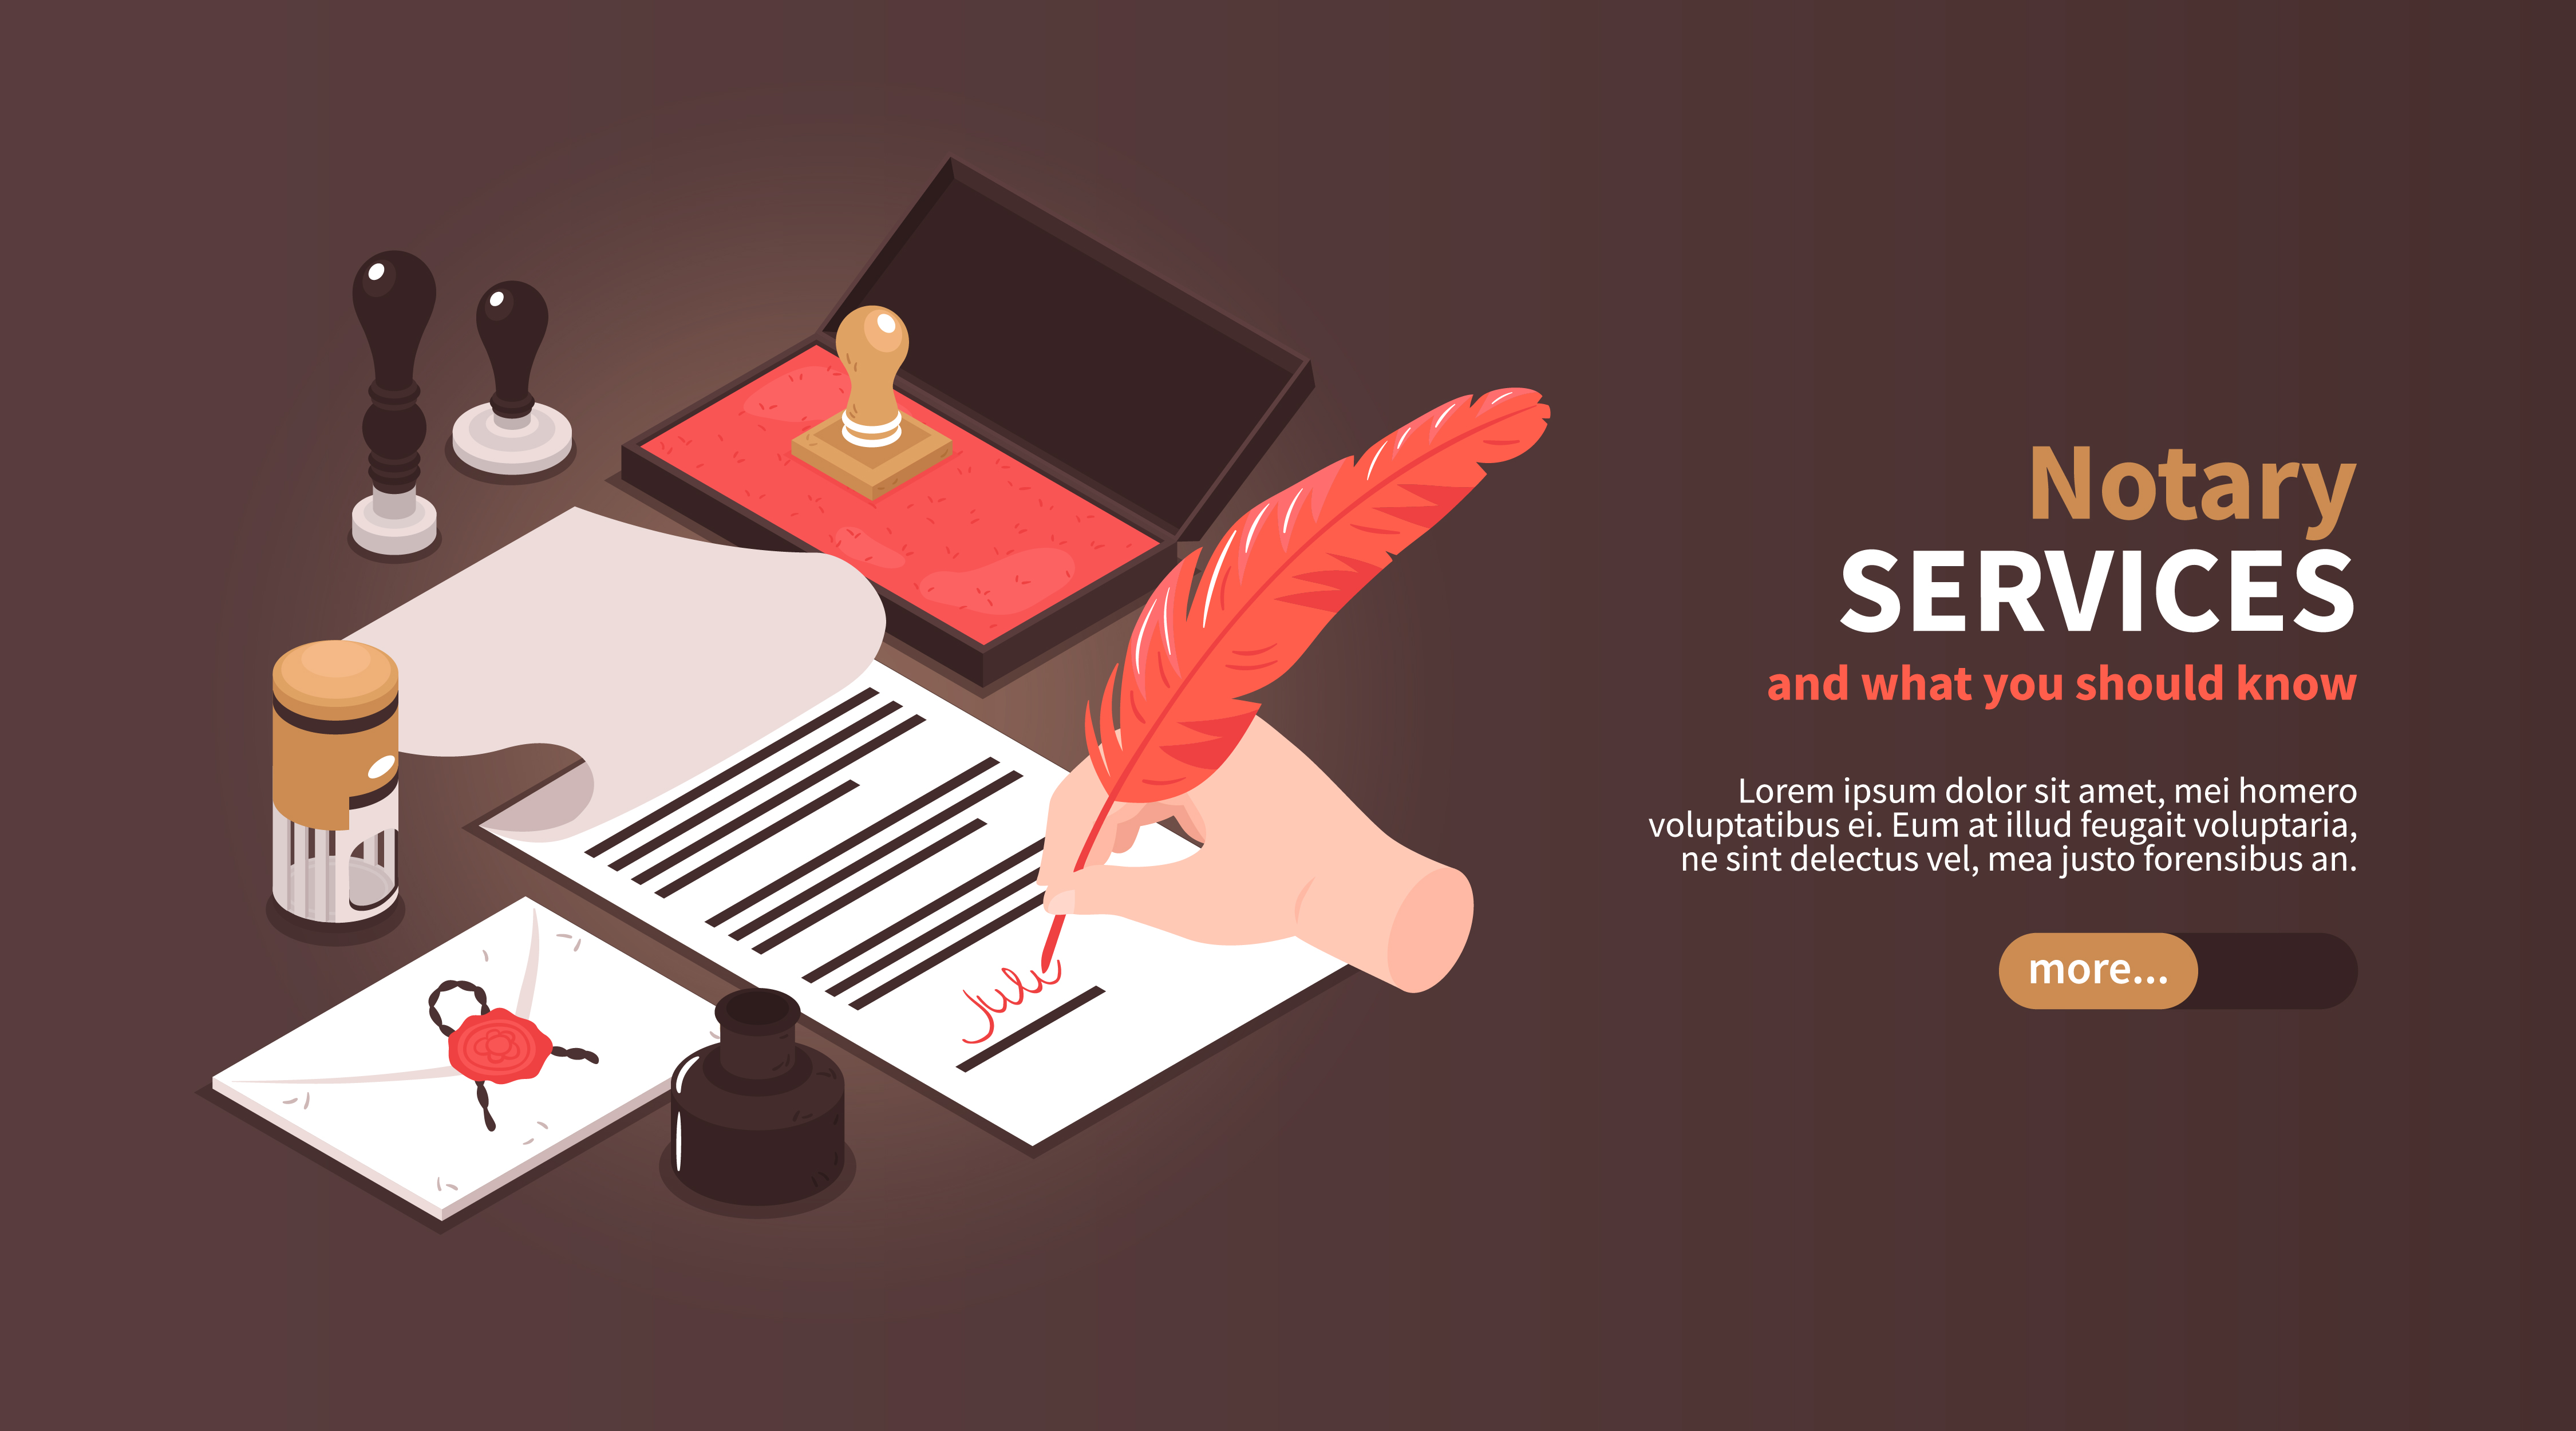 Notary
SERVICES
and what you should know
Lorem ipsum dolor sit amet, mei homero
voluptatibus ei. Eum at illud feugait voluptaria,
ne sint delectus vel, mea justo forensibus an.
more...